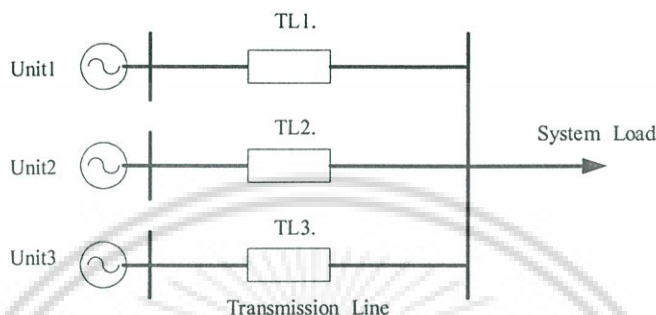 TL1.
Unit1
TL2.
System Load
Unit2
TL3.
Unit3
Transmission Line